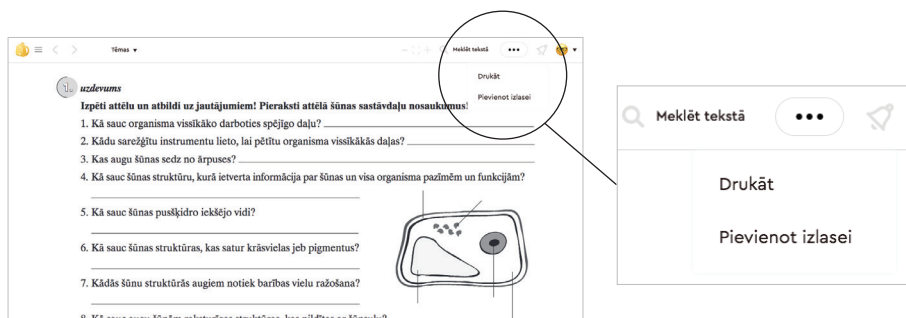 Tēmas
Meklēt tekstā
Drukāt
Pievienot izlasei
1. uzdevums
Izpēti attēlu un atbildi uz jautājumiem! Pieraksti attēlā šūnas sastāvdaļu nosaukumus!
1. Kā sauc organisma vissīkāko darboties spējīgo daļu?
2. Kādu sarežģītu instrumentu lieto, lai pētītu organisma vissīkākās daļas?
3. Kas augu šūnas sedz no ārpuses?
4. Kā sauc šūnas struktūru, kurā ietverta informācija par šūnas un visa organisma pazīmēm un funkcijām?
5. Kā sauc šūnas pusšķidro iekšējo vidi?
6. Kā sauc šūnas struktūras, kas satur krāsvielas jeb pigmentus?
7. Kādās šūnu struktūrās augiem notiek barības vielu ražošana?
Meklēt tekstā
Drukāt
Pievienot izlasei